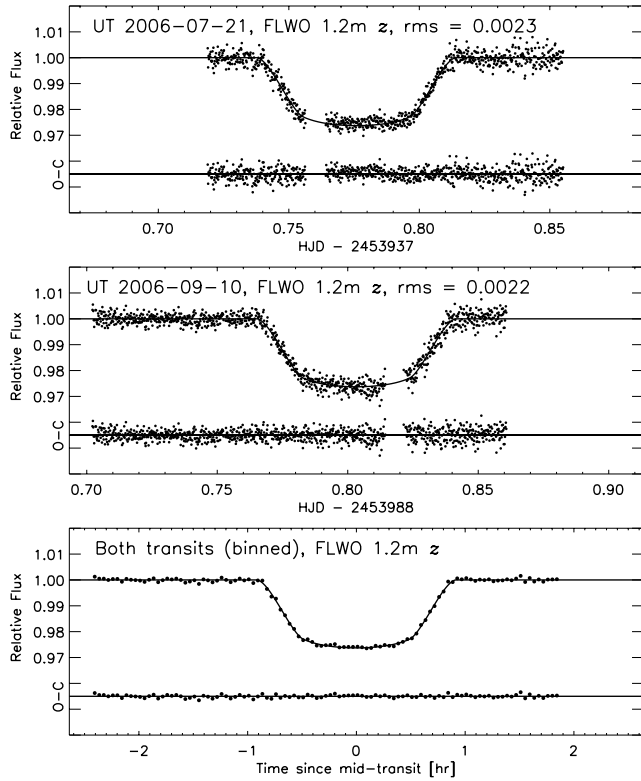 UT 2006-07-21, FLWO 1.2m z, rms = 0.0023
1.01
1.00
0.99
0.98
0.97
Relative Flux
O-C
0.70 0.75 0.80 0.85
HJD - 2453937
UT 2006-09-10, FLWO 1.2m z, rms = 0.0022
1.01
1.00
0.99
0.98
0.97
Relative Flux
O-C
0.70 0.75 0.80 0.85 0.90
HJD - 2453988
Both transits (binned), FLWO 1.2m z
1.01
1.00
0.99
0.98
0.97
Relative Flux
O-C
-2 -1 0 1 2
Time since mid-transit [hr]